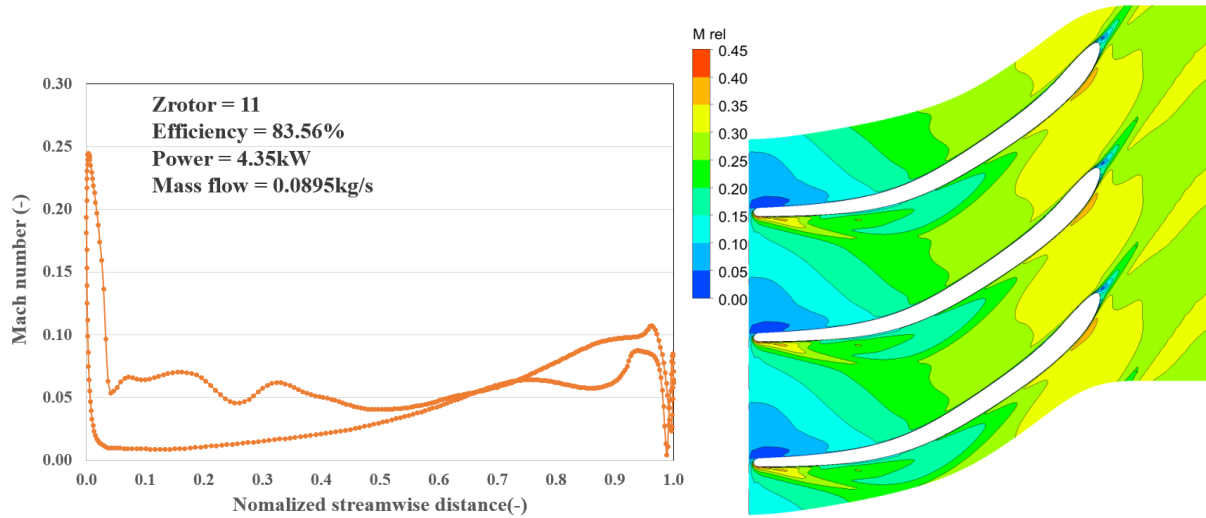 Zrotor = 11
Efficiency = 83.56%
Power = 4.35kW
Mass flow = 0.0895kg/s
0.30
0.25
0.20
0.15
0.10
0.05
0.00
Mach number (-)
0.0 0.1 0.2 0.3 0.4 0.5 0.6 0.7 0.8 0.9 1.0
Nomalized streamwise distance(-)
M rel
0.45
0.40
0.35
0.30
0.25
0.20
0.15
0.10
0.05
0.00